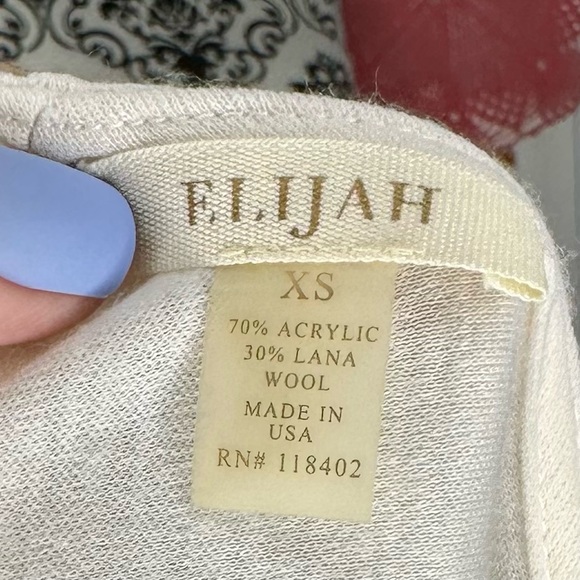 ELIJAH
XS
70% ACRYLIC
30% LANA
WOOL
MADE IN
USA
RN# 118402